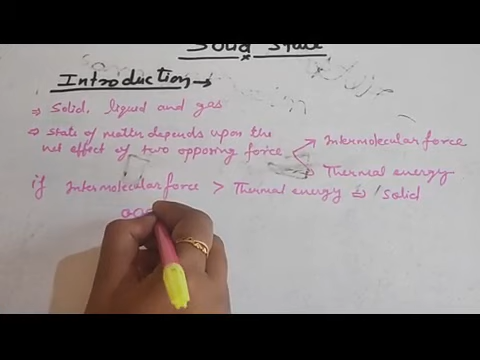 Solid State
Introduction →
⇒ Solid, liquid and gas
⇒ state of matter depends upon the
net effect of two opposing force → Intermolecular force
→ Thermal energy
if Intermolecular force > Thermal energy ⇒ 'Solid